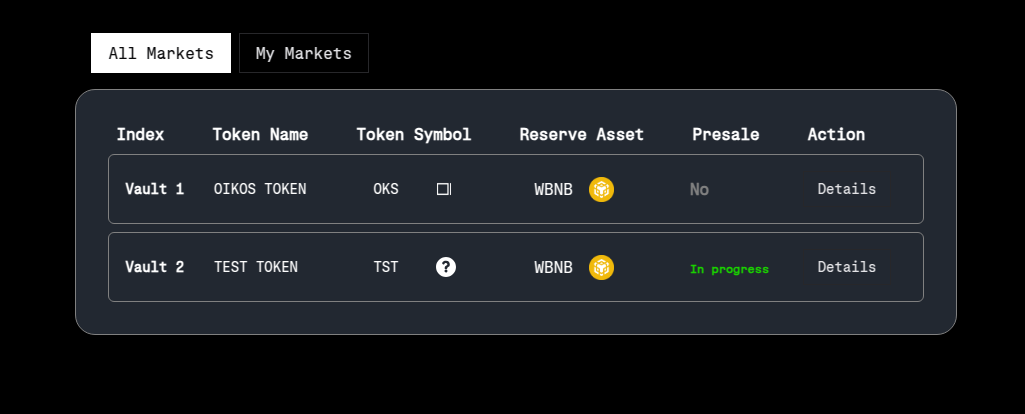 All Markets My Markets
Index Token Name Token Symbol Reserve Asset Presale Action
Vault 1 OIKOS TOKEN OKS WBNB No Details
Vault 2 TEST TOKEN TST ? WBNB In progress Details